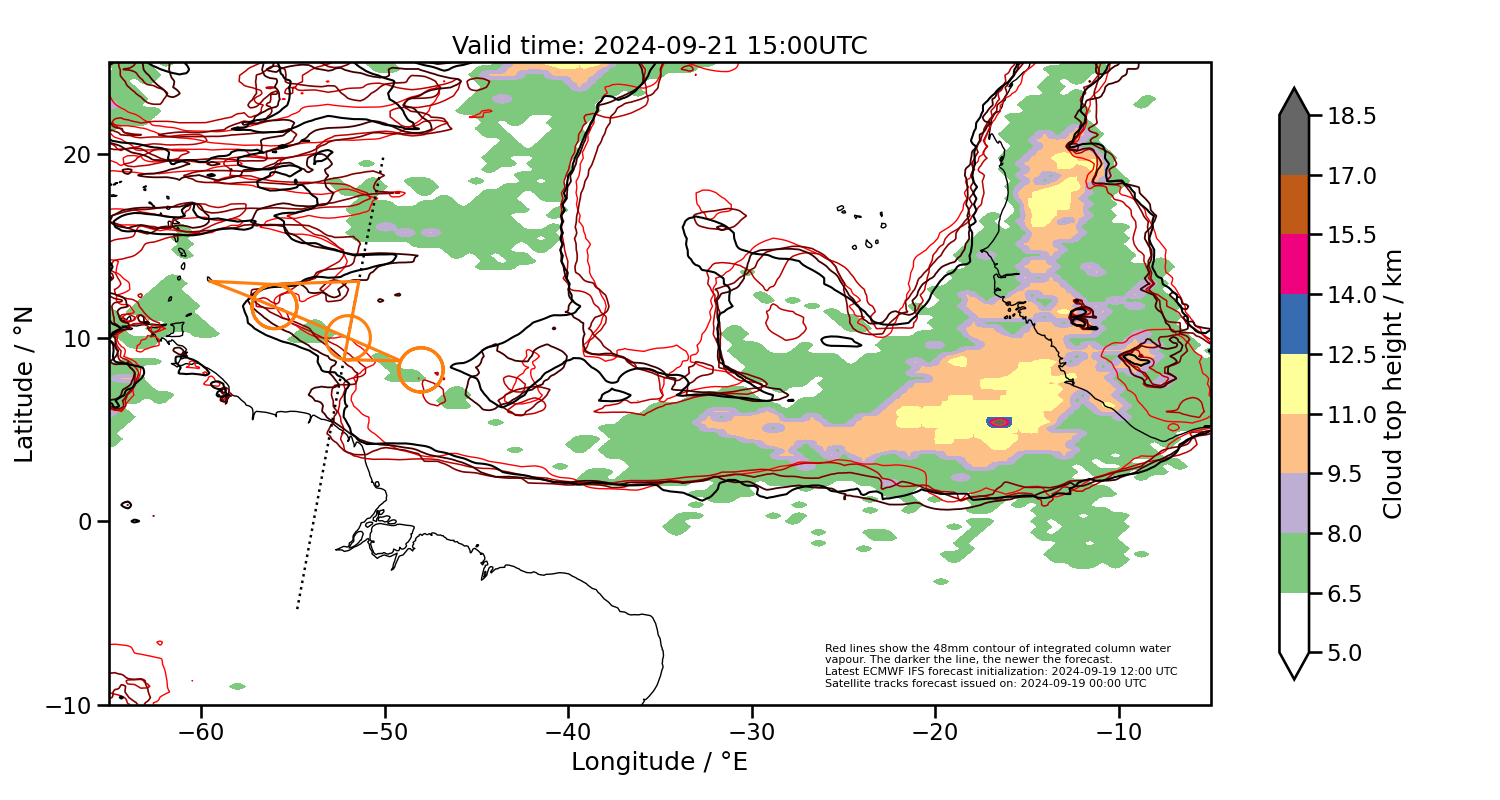 Valid time: 2024-09-21 15:00UTC
20
10
0
−10
Latitude / °N
−60
−50
−40
−30
−20
−10
Longitude / °E
Red lines show the 48mm contour of integrated column water
vapour. The darker the line, the newer the forecast.
Latest ECMWF IFS forecast initialization: 2024-09-19 12:00 UTC
Satellite tracks forecast issued on: 2024-09-19 00:00 UTC
18.5
17.0
15.5
14.0
12.5
11.0
9.5
8.0
6.5
5.0
Cloud top height / km